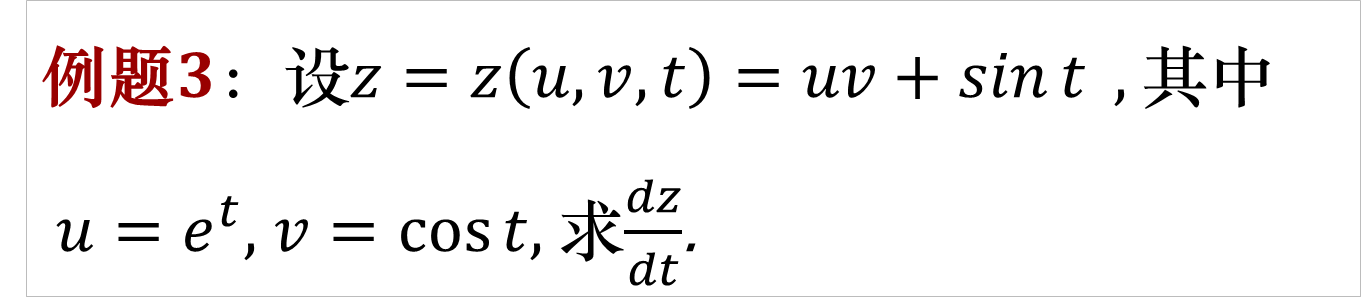 例题3：设z = z(u, v, t) = uv + sin t ,其中
u = e^t, v = cos t, 求dz/dt.